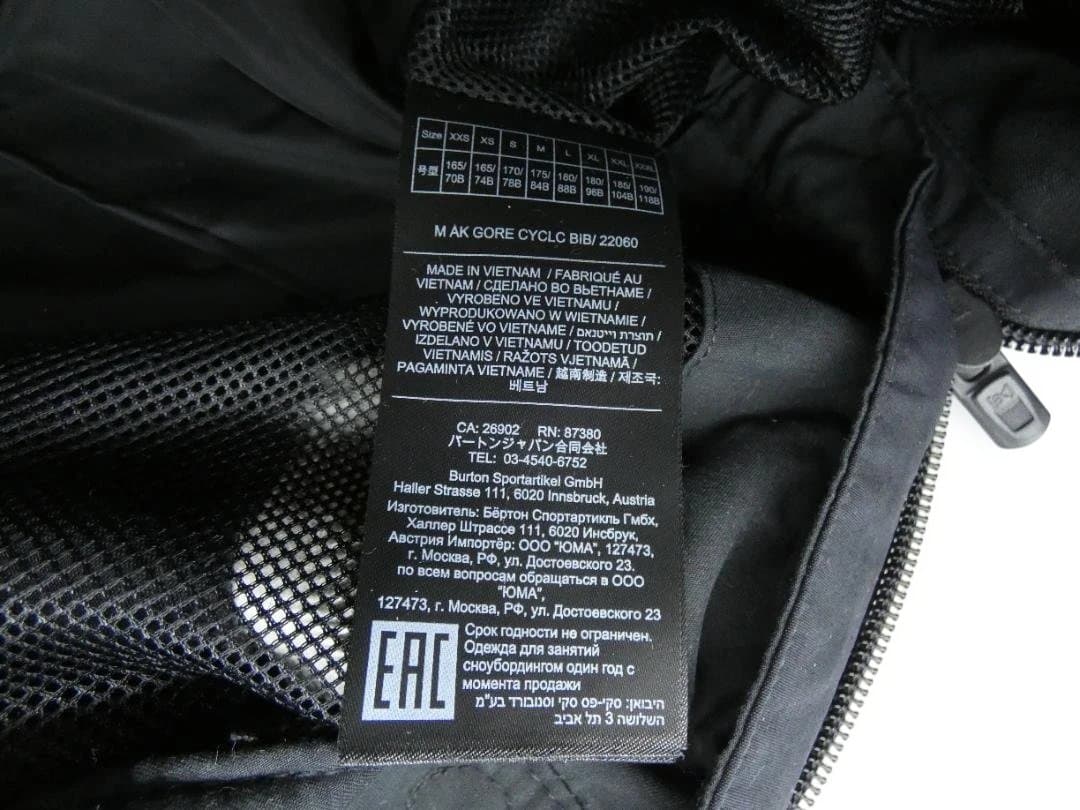 Size XXS XS S M L XL XXL XXXL
号型 165/70B 165/74B 170/78B 175/84B 180/88B 180/96B 185/104B 190/118B
M AK GORE CYCLC BIB/ 22060
MADE IN VIETNAM / FABRIQUÉ AU
VIETNAM / СДЕЛАНО ВО ВЬЕТНАМЕ /
VYROBENO VE VIETNAMU /
WYPRODUKOWANO W WIETNAMIE /
VYROBENÉ VO VIETNAME / תוצרת וייטנאם /
IZDELANO V VIETNAMU / TOODETUD
VIETNAMIS / RAŽOTS VJETNAMĀ /
PAGAMINTA VIETNAME / 越南制造 / 제조국:
베트남
CA: 26902 RN: 87380
バートンジャパン合同会社
TEL: 03-4540-6752
Burton Sportartikel GmbH
Haller Strasse 111, 6020 Innsbruck, Austria
Изготовитель: Бёртон Спортартикль Гмбх,
Халлер Штрассе 111, 6020 Инсбрук,
Австрия Импортёр: ООО "ЮМА", 127473,
г. Москва, РФ, ул. Достоевского 23.
по всем вопросам обращаться в ООО
"ЮМА",
127473, г. Москва, РФ, ул. Достоевского 23
EAC
Срок годности не ограничен.
Одежда для занятий
сноубордингом один год с
момента продажи
היבואן: סקי-פס סקי וסנובורד בע"מ
השלושה 3 תל אביב